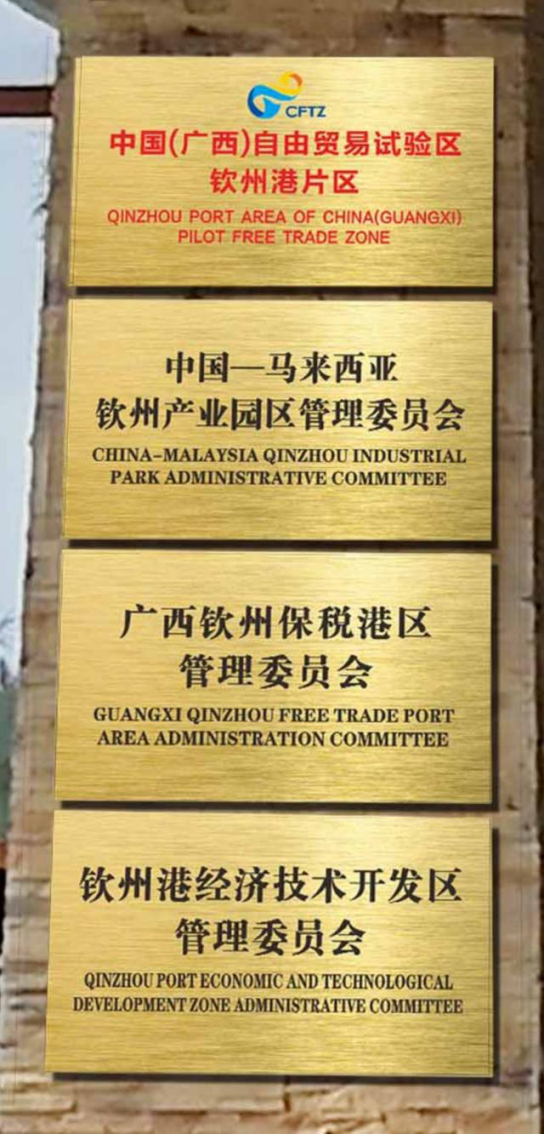 CFTZ
中国(广西)自由贸易试验区
钦州港片区
QINZHOU PORT AREA OF CHINA(GUANGXI)
PILOT FREE TRADE ZONE
中国—马来西亚
钦州产业园区管理委员会
CHINA-MALAYSIA QINZHOU INDUSTRIAL
PARK ADMINISTRATIVE COMMITTEE
广西钦州保税港区
管理委员会
GUANGXI QINZHOU FREE TRADE PORT
AREA ADMINISTRATION COMMITTEE
钦州港经济技术开发区
管理委员会
QINZHOU PORT ECONOMIC AND TECHNOLOGICAL
DEVELOPMENT ZONE ADMINISTRATIVE COMMITTEE